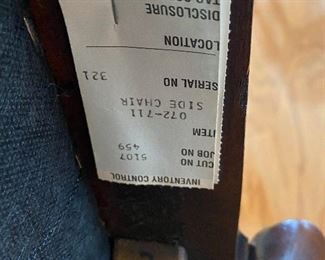 INVENTORY CONTROL
CUT NO JOB NO
5107 459
ITEM
072-711
SIDE CHAIR
SERIAL NO
321
LOCATION
DISCLOSURE